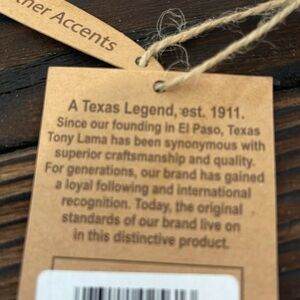 ther Accents
A Texas Legend, est. 1911.
Since our founding in El Paso, Texas
Tony Lama has been synonymous with
superior craftsmanship and quality.
For generations, our brand has gained
a loyal following and international
recognition. Today, the original
standards of our brand live on
in this distinctive product.